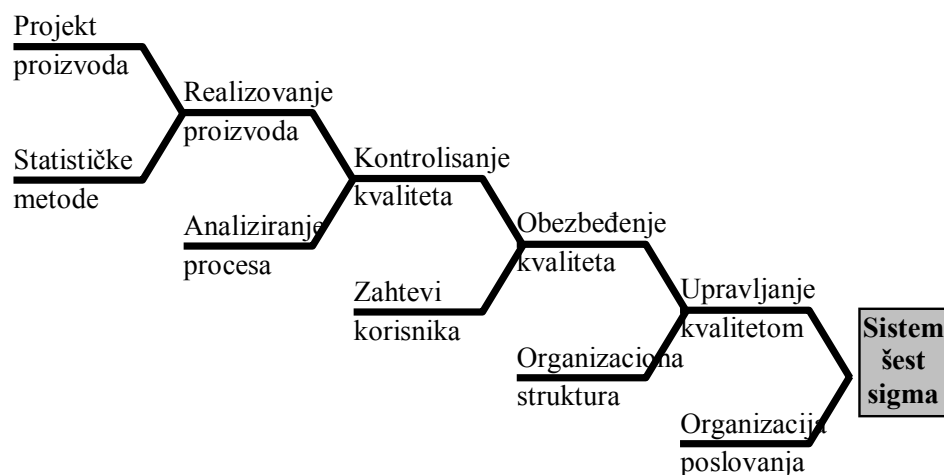 Projekt
proizvoda
Realizovanje
proizvoda
Statističke
metode
Kontrolisanje
kvaliteta
Analiziranje
procesa
Obezbeđenje
kvaliteta
Zahtevi
korisnika
Upravljanje
kvalitetom
Organizaciona
struktura
Sistem
šest
sigma
Organizacija
poslovanja